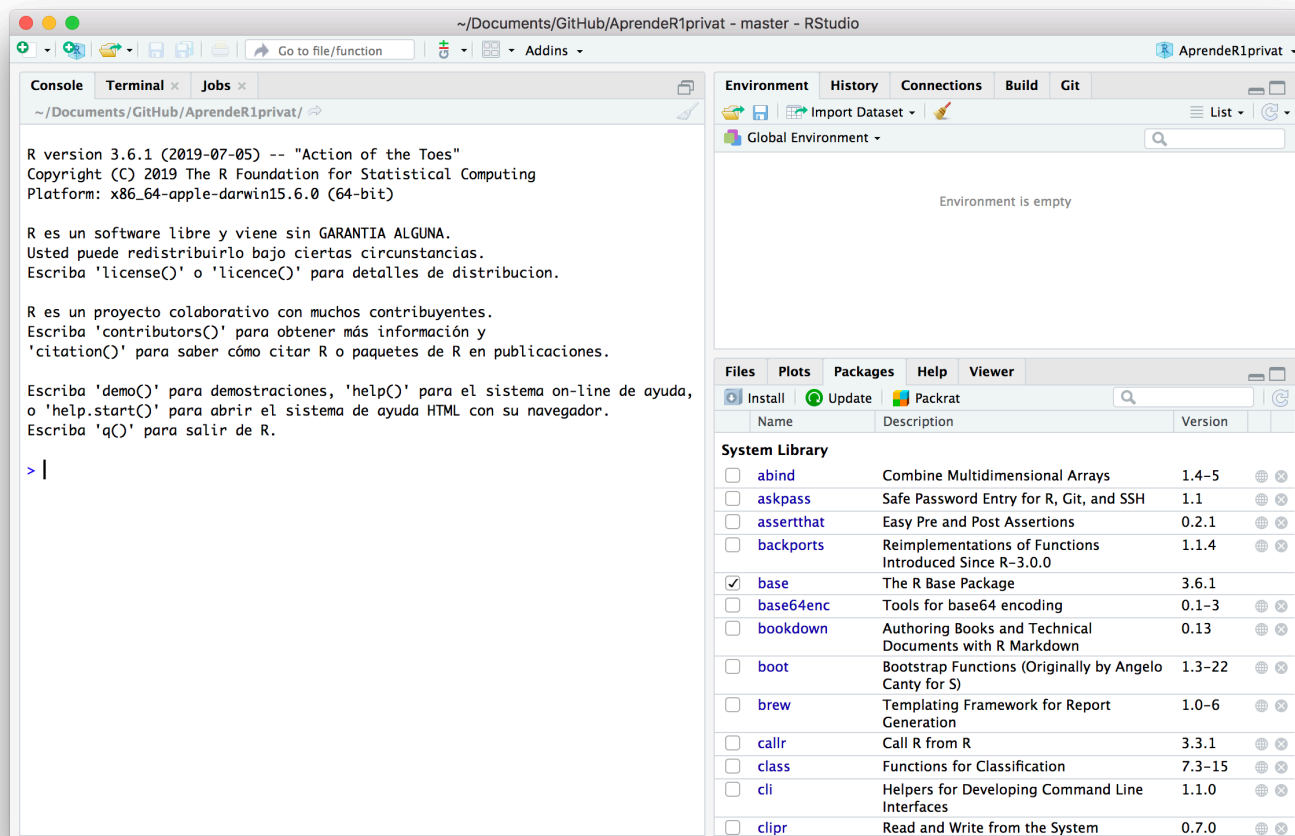 ~/Documents/GitHub/AprendeR1privat - master - RStudio
Go to file/function
Addins
AprendeR1privat
Console Terminal Jobs
~/Documents/GitHub/AprendeR1privat/
R version 3.6.1 (2019-07-05) -- "Action of the Toes"
Copyright (C) 2019 The R Foundation for Statistical Computing
Platform: x86_64-apple-darwin15.6.0 (64-bit)
R es un software libre y viene sin GARANTIA ALGUNA.
Usted puede redistribuirlo bajo ciertas circunstancias.
Escriba 'license()' o 'licence()' para detalles de distribucion.
R es un proyecto colaborativo con muchos contribuyentes.
Escriba 'contributors()' para obtener más información y
'citation()' para saber cómo citar R o paquetes de R en publicaciones.
Escriba 'demo()' para demostraciones, 'help()' para el sistema on-line de ayuda,
o 'help.start()' para abrir el sistema de ayuda HTML con su navegador.
Escriba 'q()' para salir de R.
>
Environment History Connections Build Git
Import Dataset List
Global Environment
Environment is empty
Files Plots Packages Help Viewer
Install Update Packrat
Name Description Version
System Library
abind Combine Multidimensional Arrays 1.4-5
askpass Safe Password Entry for R, Git, and SSH 1.1
assertthat Easy Pre and Post Assertions 0.2.1
backports Reimplementations of Functions 1.1.4
Introduced Since R-3.0.0
base The R Base Package 3.6.1
base64enc Tools for base64 encoding 0.1-3
bookdown Authoring Books and Technical 0.13
Documents with R Markdown
boot Bootstrap Functions (Originally by Angelo 1.3-22
Canty for S)
brew Templating Framework for Report 1.0-6
Generation
callr Call R from R 3.3.1
class Functions for Classification 7.3-15
cli Helpers for Developing Command Line 1.1.0
Interfaces
clipr Read and Write from the System 0.7.0